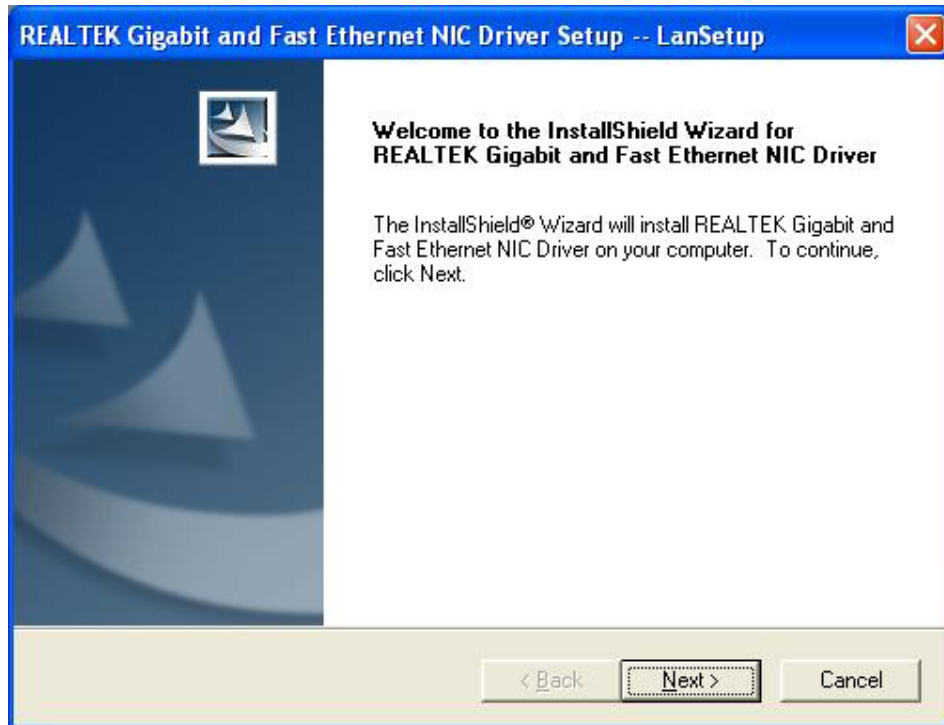 REALTEK Gigabit and Fast Ethernet NIC Driver Setup -- LanSetup
Welcome to the InstallShield Wizard for
REALTEK Gigabit and Fast Ethernet NIC Driver
The InstallShield® Wizard will install REALTEK Gigabit and
Fast Ethernet NIC Driver on your computer. To continue,
click Next.
< Back
Next >
Cancel